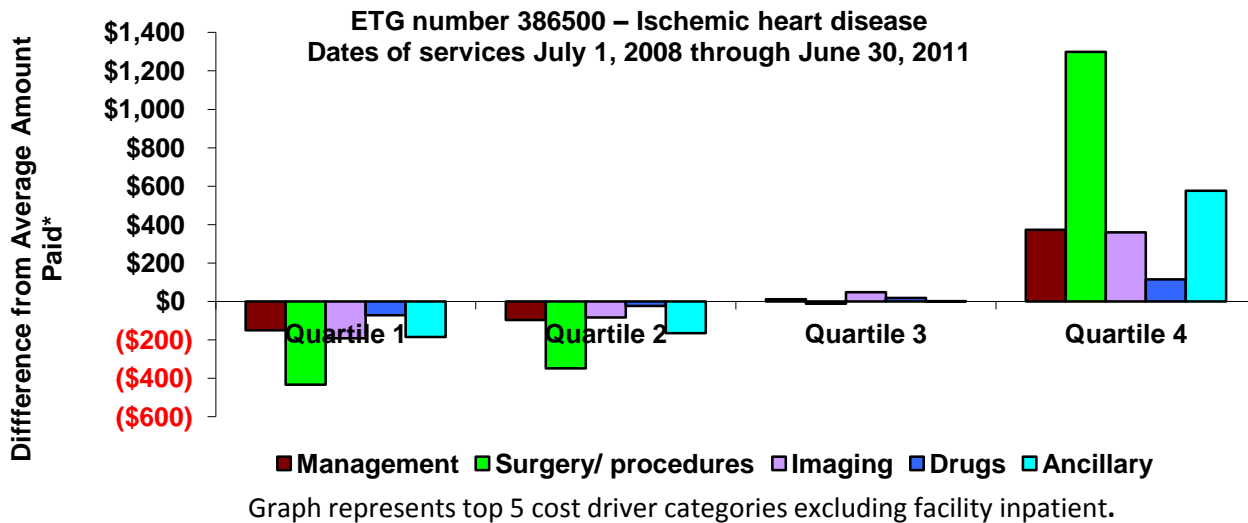 ETG number 386500 – Ischemic heart disease
Dates of services July 1, 2008 through June 30, 2011
Difference from Average Amount
Paid*
$1,400
$1,200
$1,000
$800
$600
$400
$200
$0
($200)
($400)
($600)
Quartile 1
Quartile 2
Quartile 3
Quartile 4
Management
Surgery/ procedures
Imaging
Drugs
Ancillary
Graph represents top 5 cost driver categories excluding facility inpatient.